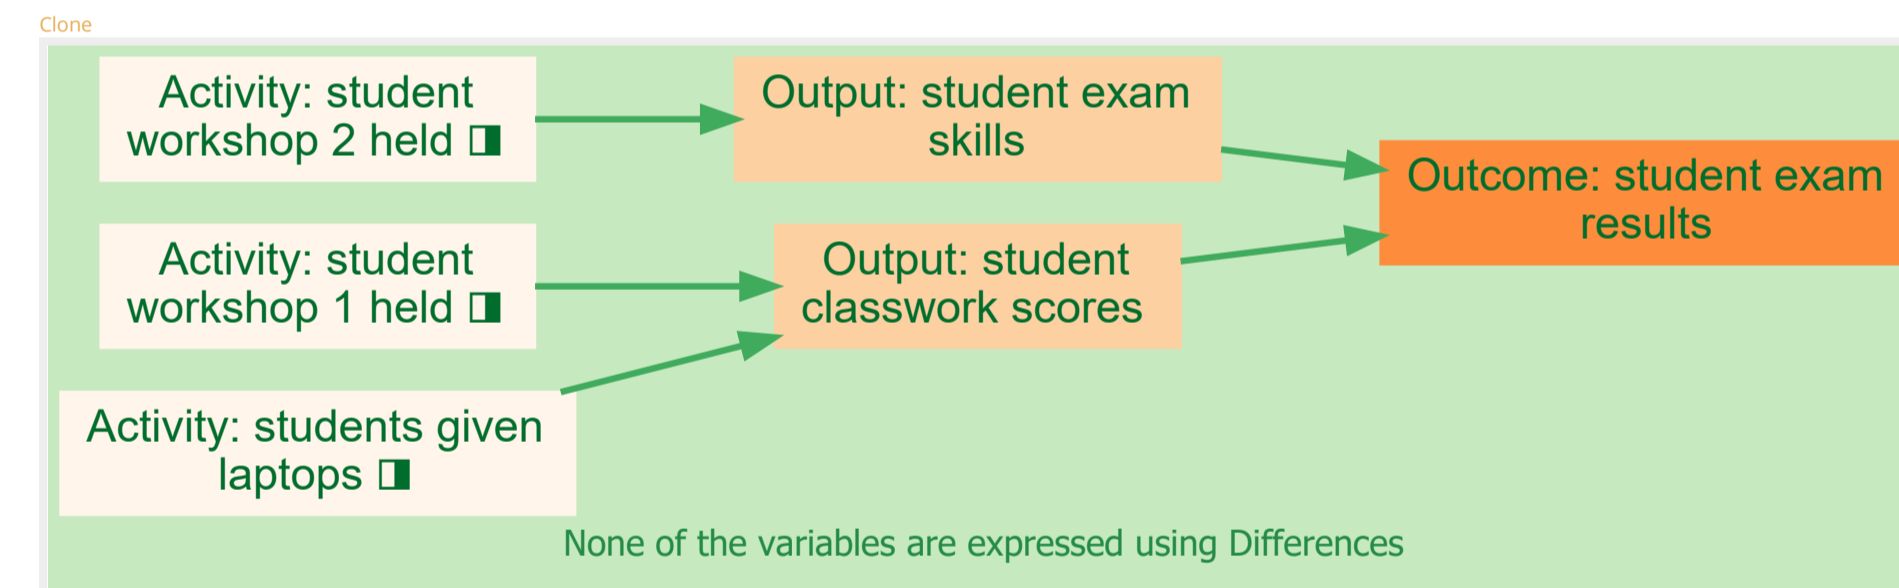 Clone
Activity: student
workshop 2 held ◨
Output: student exam
skills
Outcome: student exam
results
Activity: student
workshop 1 held ◨
Output: student
classwork scores
Activity: students given
laptops ◨
None of the variables are expressed using Differences